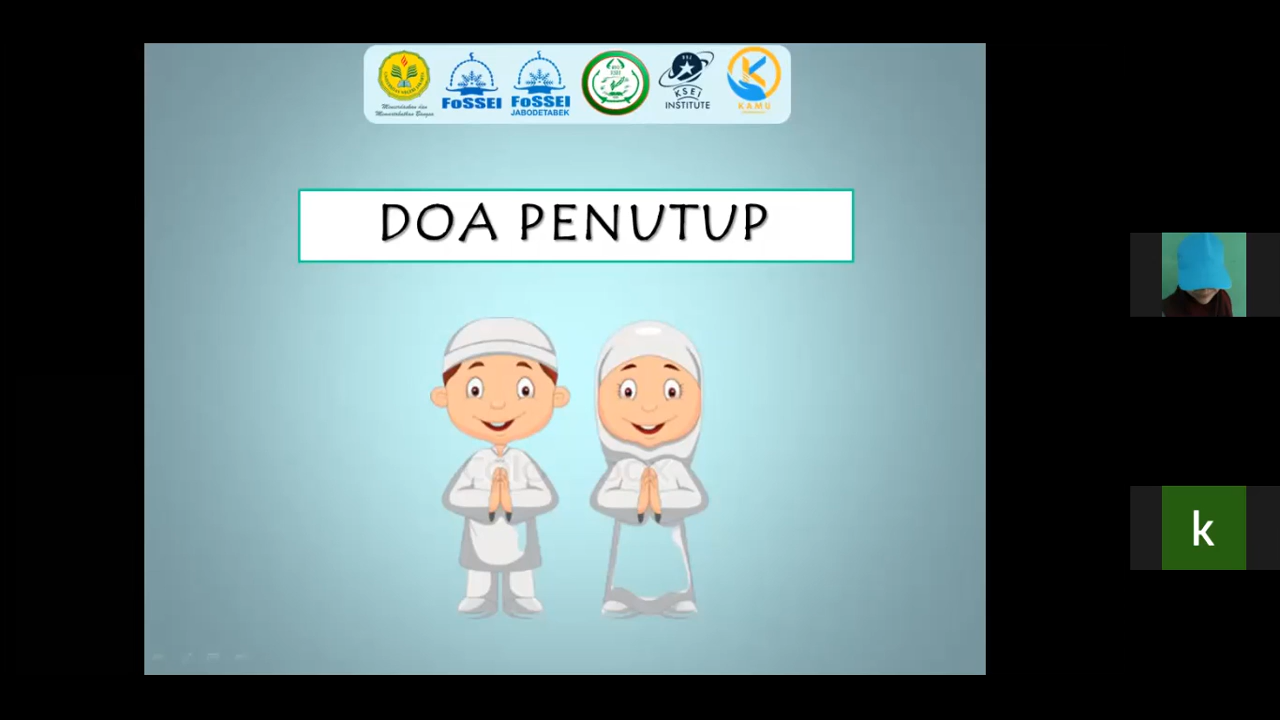 FoSSEI
FoSSEI
JABODETABEK
KSEI
INSTITUTE
KAMU
DOA PENUTUP
k